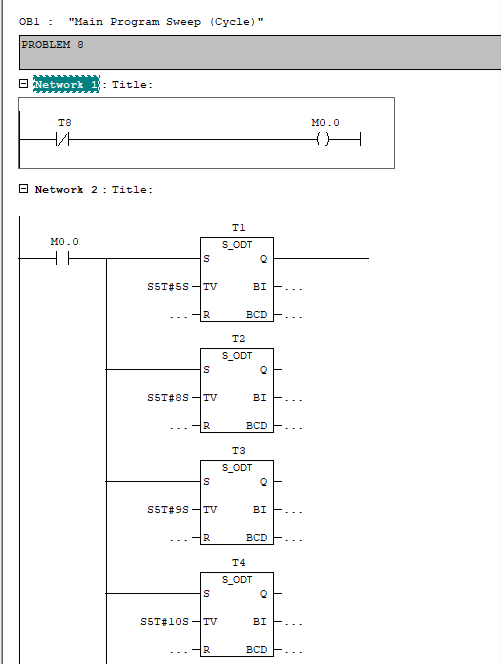 OB1 :  "Main Program Sweep (Cycle)"
PROBLEM 8
Network 1: Title:
T8 M0.0
Network 2 : Title:
T1
M0.0 S_ODT
S Q
S5T#5S TV BI ...
... R BCD ...
T2
S_ODT
S Q
S5T#8S TV BI ...
... R BCD ...
T3
S_ODT
S Q
S5T#9S TV BI ...
... R BCD ...
T4
S_ODT
S Q
S5T#10S TV BI ...
... R BCD ...